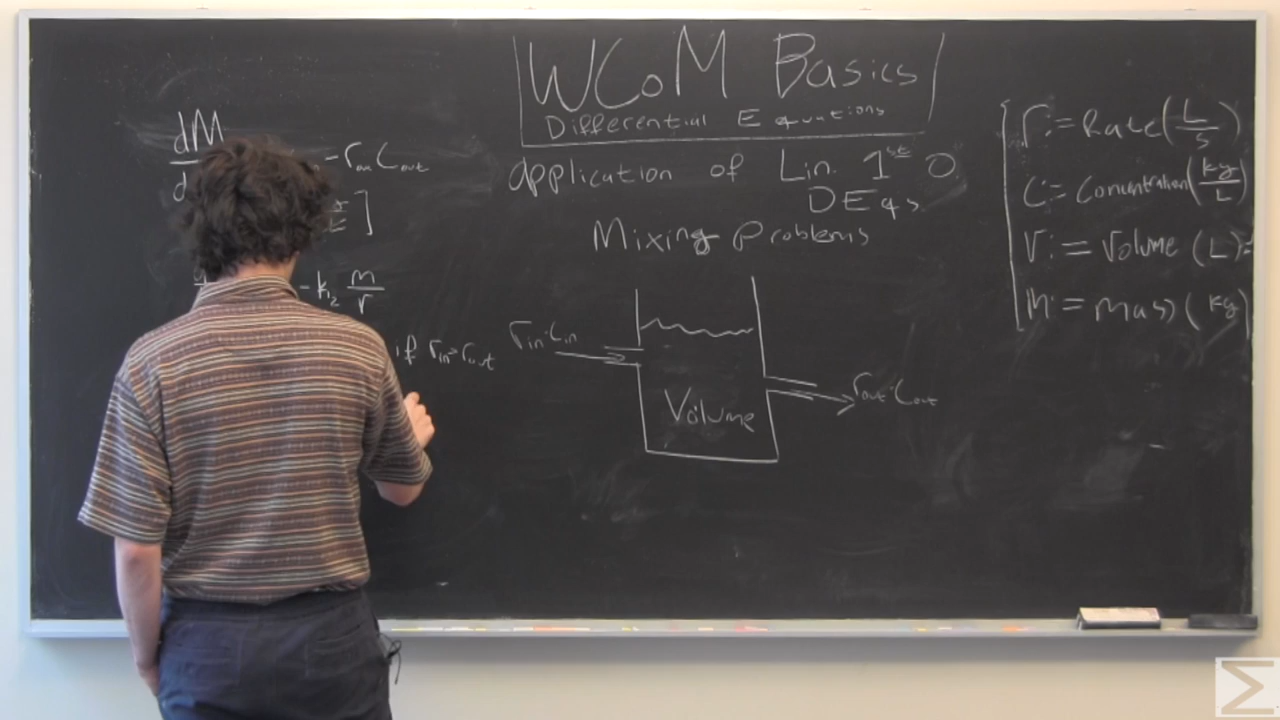 WCoM Basics
Differential Equations
application of Lin. 1st O.
DEqs.
Mixing Problems
dM
d
- rou Cout
- k2 m/r
if rin>rout
rin·Cin
Volume
rout·Cout
r:= Rate (L/s)
C:= Concentration (kg/L)
V:= Volume (L)
M:= mass (kg)
Σ